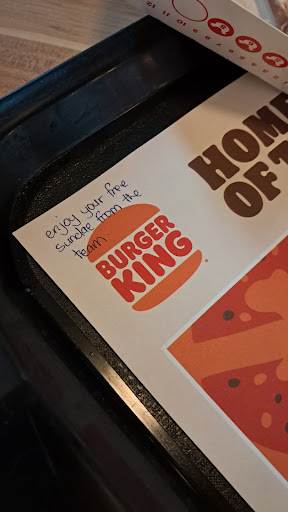 enjoy your free
sundae from the
team.
BURGER
KING
HOME
OF T